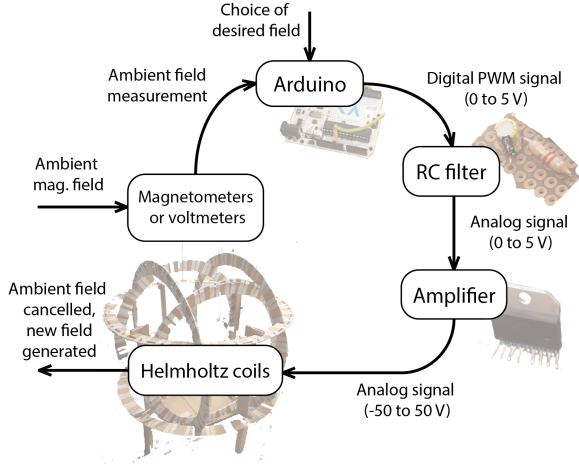 Choice of
desired field
Arduino
Ambient field
measurement
Digital PWM signal
(0 to 5 V)
RC filter
Ambient
mag. field
Magnetometers
or voltmeters
Analog signal
(0 to 5 V)
Amplifier
Ambient field
cancelled,
new field
generated
Helmholtz coils
Analog signal
(-50 to 50 V)